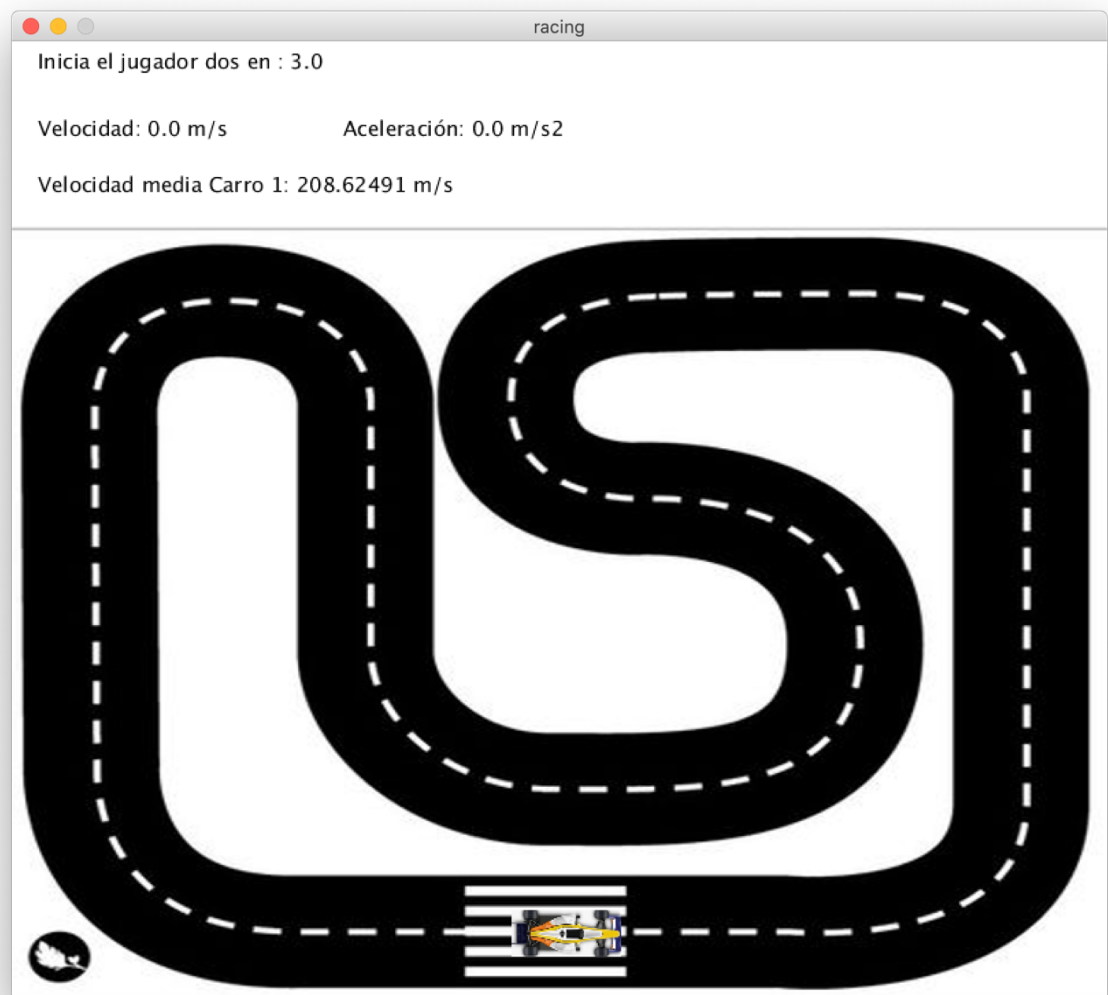 racing
Inicia el jugador dos en : 3.0
Velocidad: 0.0 m/s Aceleración: 0.0 m/s2
Velocidad media Carro 1: 208.62491 m/s